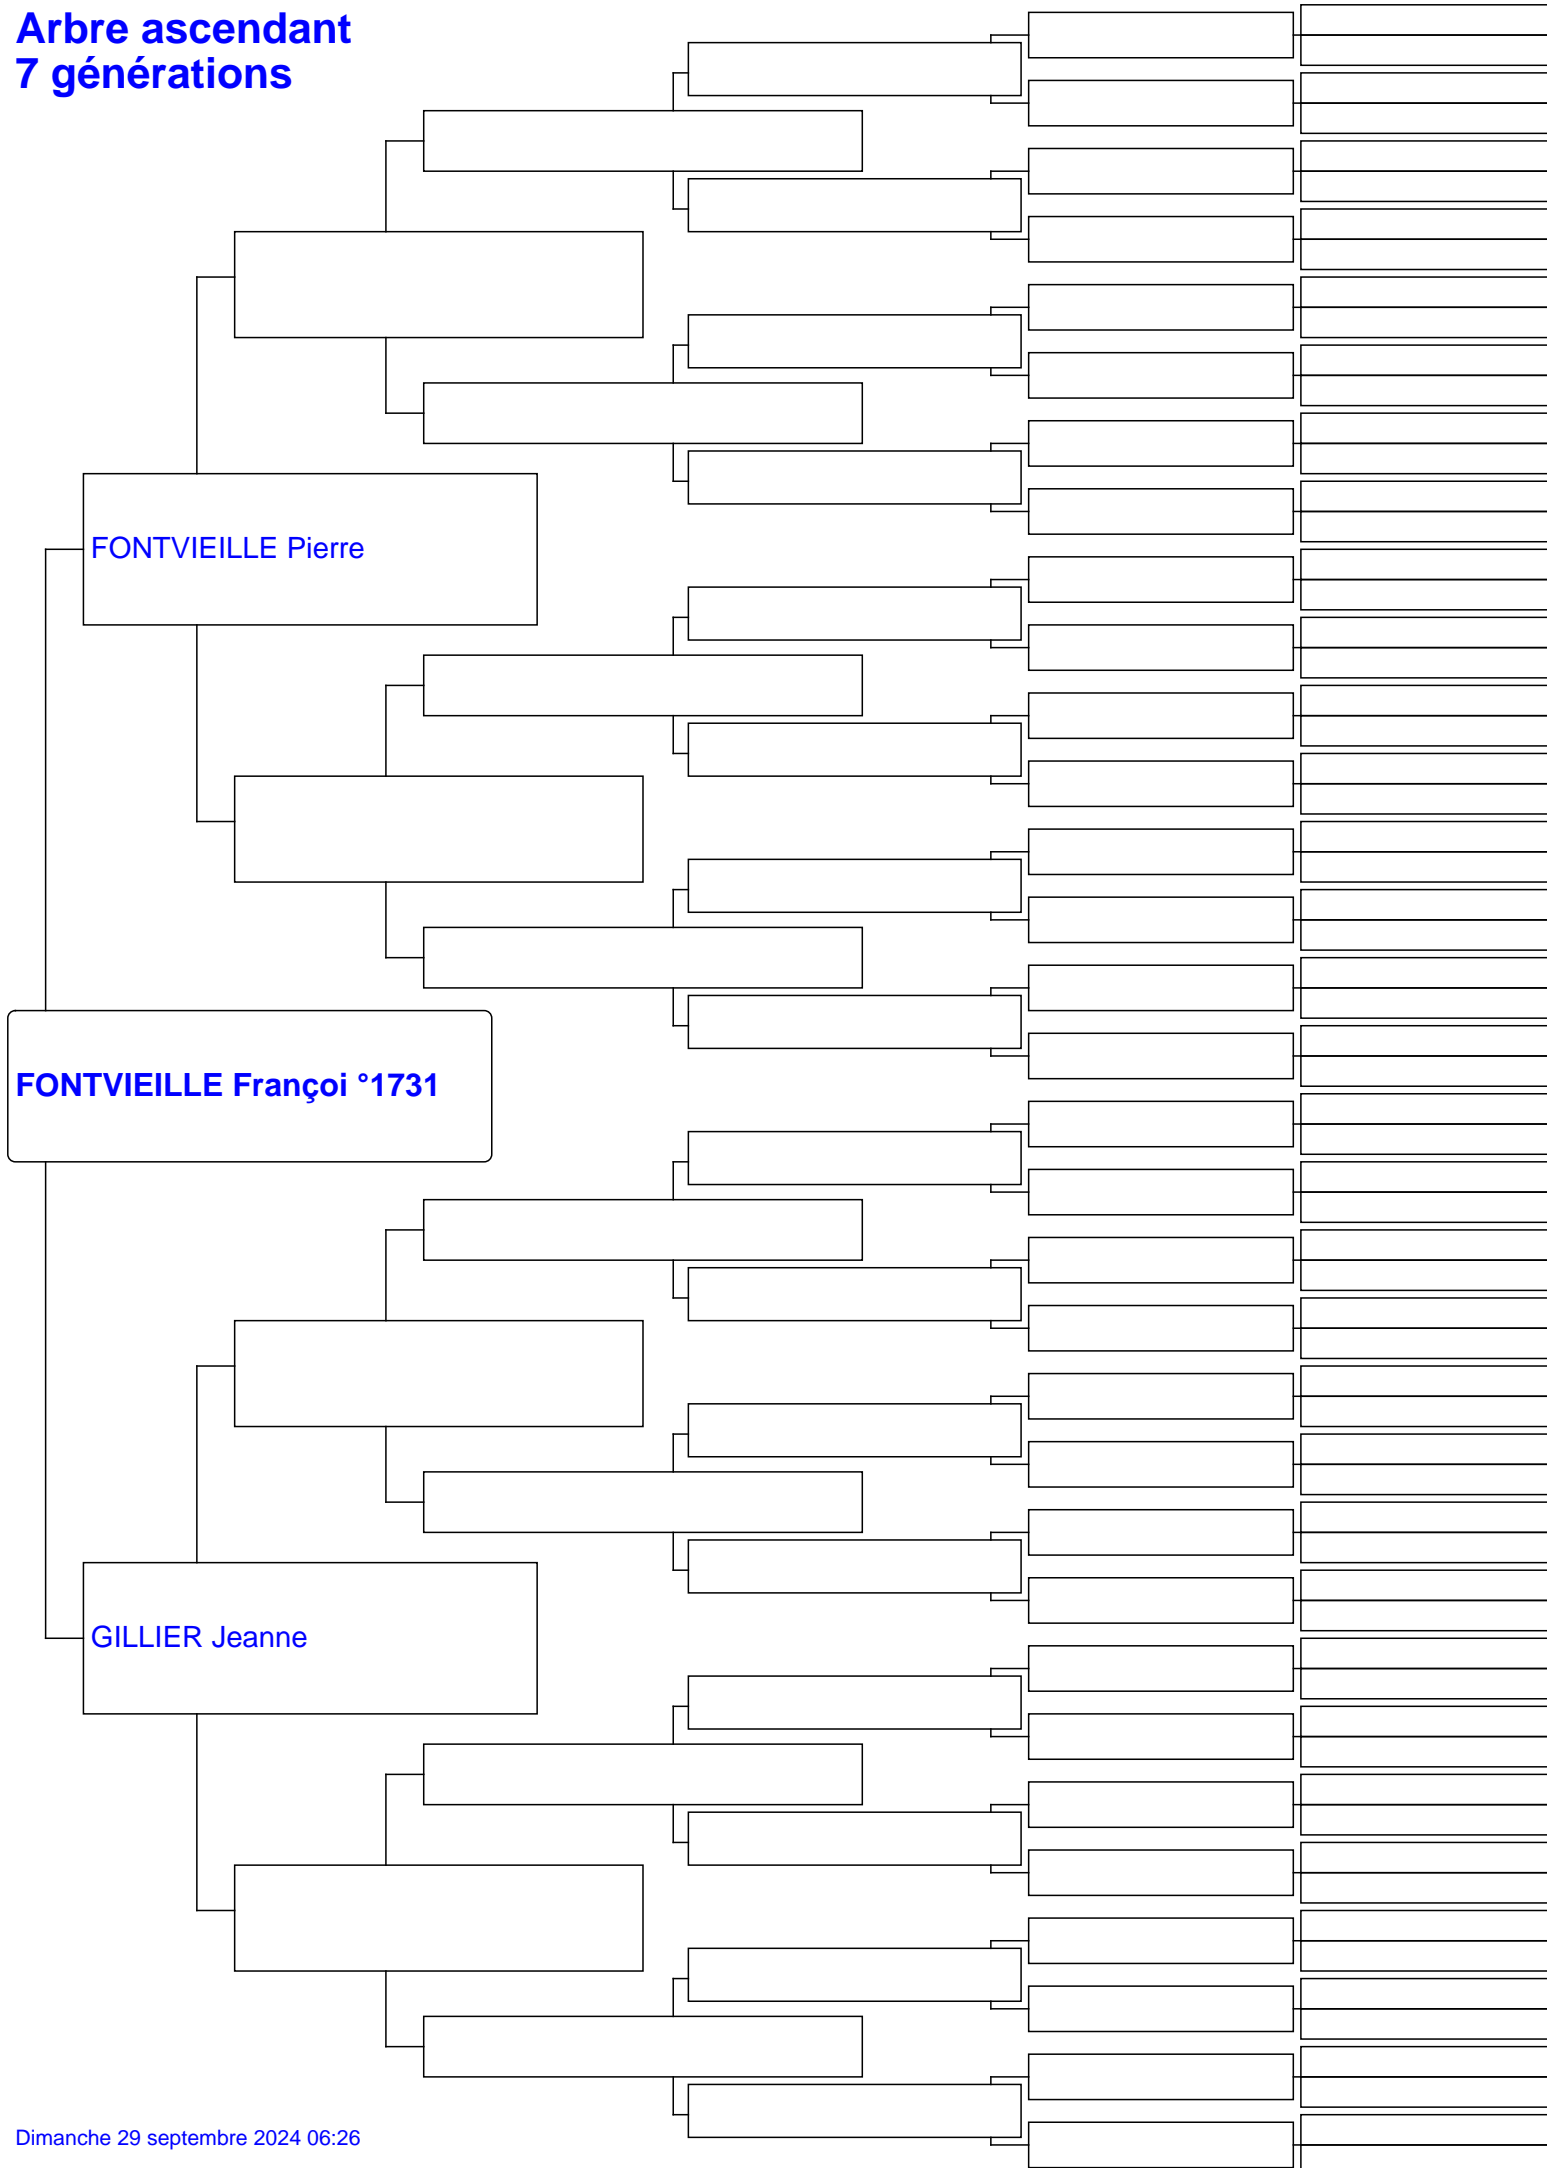 Arbre ascendant
7 générations
FONTVIEILLE Pierre
FONTVIEILLE Françoi °1731
GILLIER Jeanne
Dimanche 29 septembre 2024 06:26